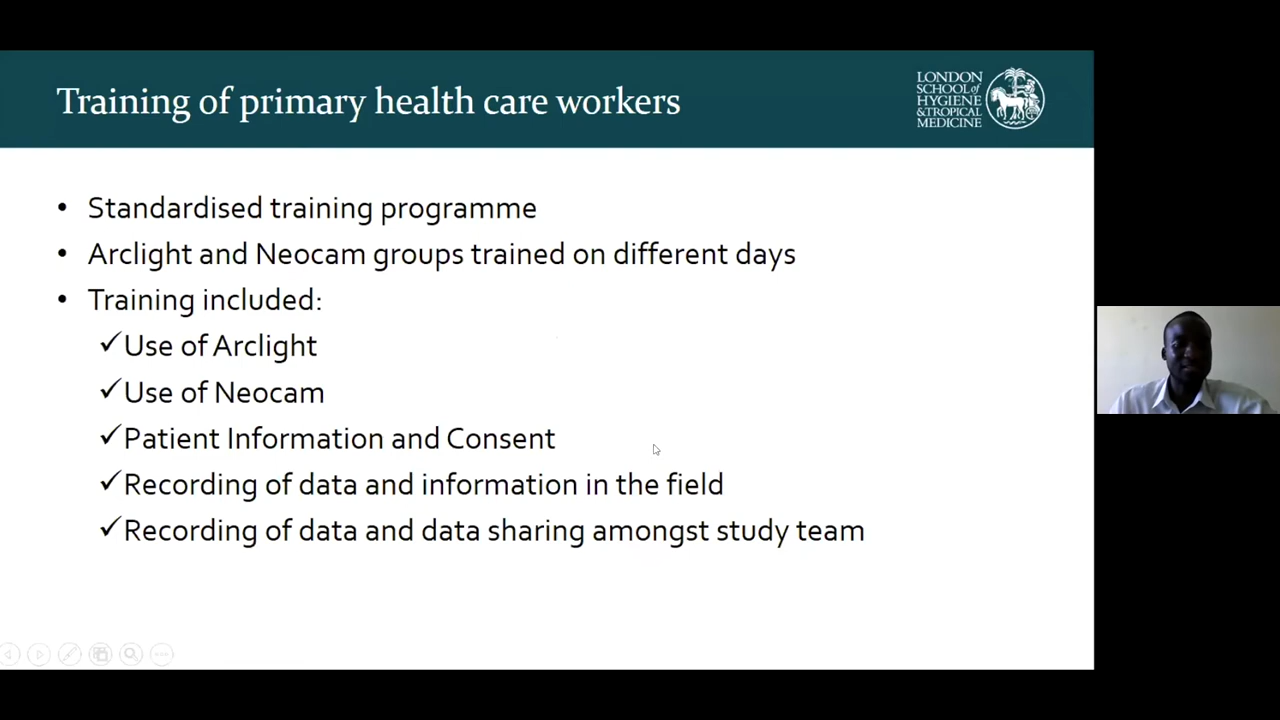 Training of primary health care workers
LONDON
SCHOOL of
HYGIENE
& TROPICAL
MEDICINE
• Standardised training programme
• Arclight and Neocam groups trained on different days
• Training included:
✓Use of Arclight
✓Use of Neocam
✓Patient Information and Consent
✓Recording of data and information in the field
✓Recording of data and data sharing amongst study team